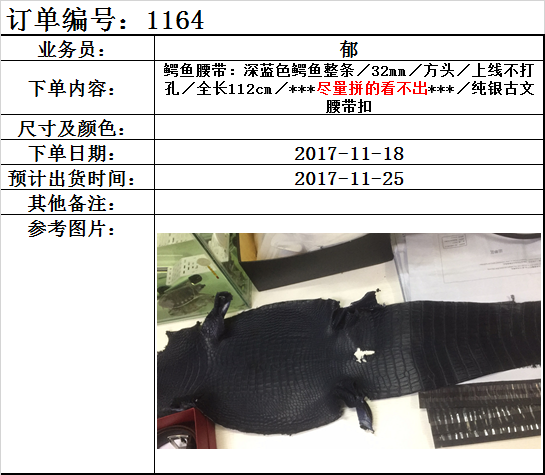 订单编号：1164
业务员： 郁
下单内容： 鳄鱼腰带：深蓝色鳄鱼整条／32mm／方头／上线不打
孔／全长112cm／***尽量拼的看不出***／纯银古文
腰带扣
尺寸及颜色：
下单日期： 2017-11-18
预计出货时间： 2017-11-25
其他备注：
参考图片：